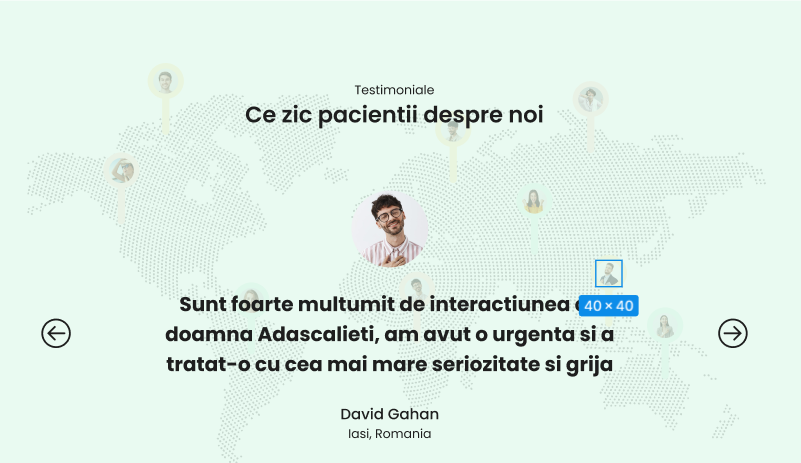 Testimoniale
Ce zic pacientii despre noi
Sunt foarte multumit de interactiunea
40 × 40
doamna Adascalieti, am avut o urgenta si a
tratat-o cu cea mai mare seriozitate si grija
David Gahan
Iasi, Romania